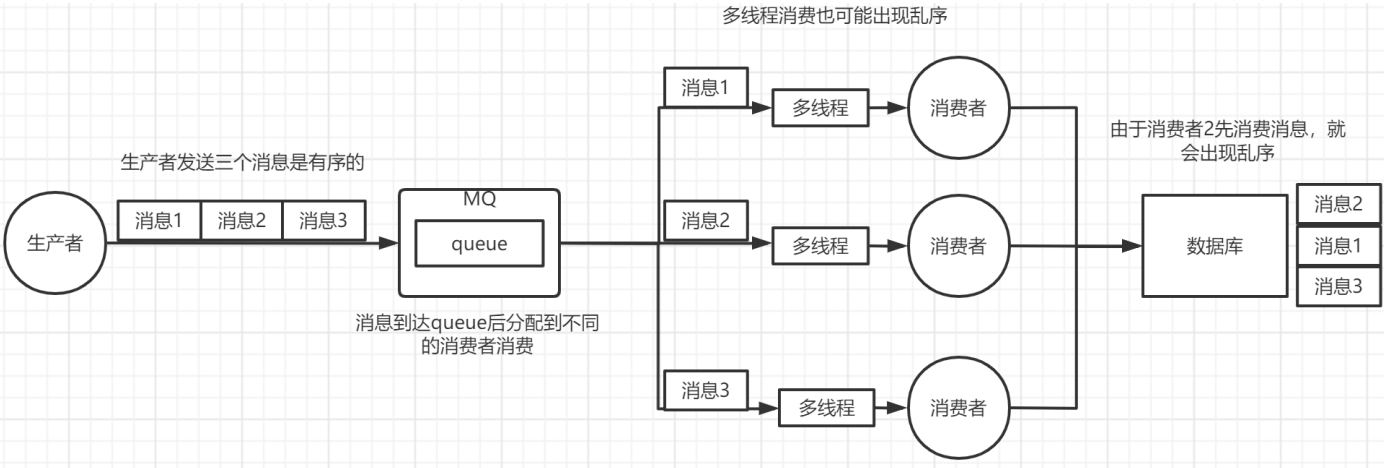 多线程消费也可能出现乱序
消息1
多线程
消费者
由于消费者2先消费消息，就
会出现乱序
生产者发送三个消息是有序的
生产者
消息1
消息2
消息3
MQ
queue
消息到达queue后分配到不同
的消费者消费
消息2
多线程
消费者
数据库
消息2
消息1
消息3
消息3
多线程
消费者